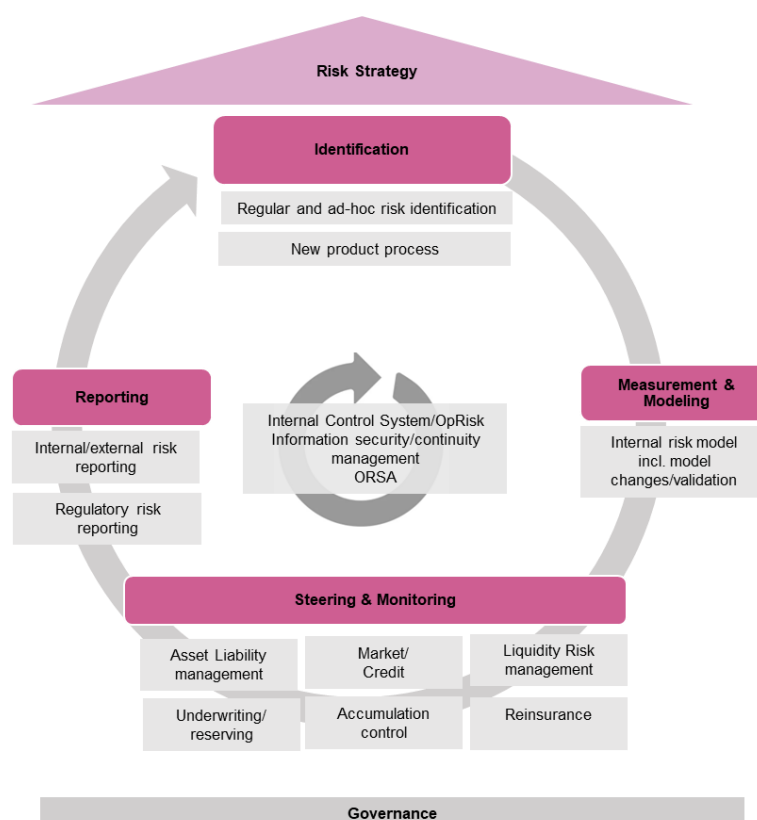 Risk Strategy
Identification
Regular and ad-hoc risk identification
New product process
Reporting
Internal/external risk
reporting
Regulatory risk
reporting
Internal Control System/OpRisk
Information security/continuity
management
ORSA
Measurement &
Modeling
Internal risk model
incl. model
changes/validation
Steering & Monitoring
Asset Liability
management
Market/
Credit
Liquidity Risk
management
Underwriting/
reserving
Accumulation
control
Reinsurance
Governance